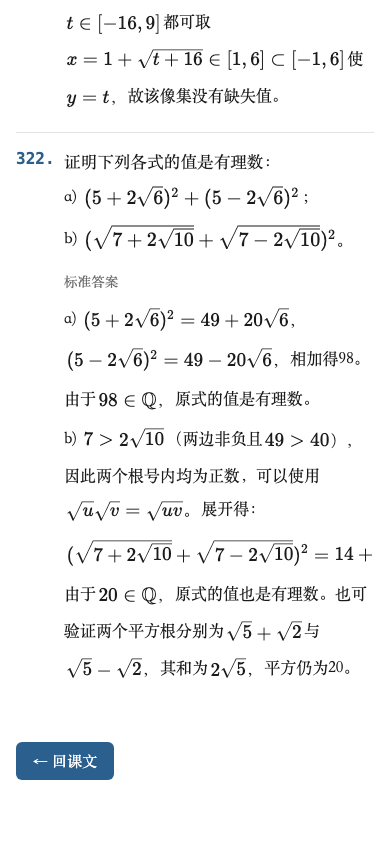 t ∈ [−16, 9] 都可取
x = 1 + √(t + 16) ∈ [1, 6] ⊂ [−1, 6] 使
y = t，故该像集没有缺失值。
322. 证明下列各式的值是有理数：
a) (5 + 2√6)² + (5 − 2√6)²；
b) (√(7 + 2√10) + √(7 − 2√10))²。
标准答案
a) (5 + 2√6)² = 49 + 20√6，
(5 − 2√6)² = 49 − 20√6，相加得98。
由于 98 ∈ ℚ，原式的值是有理数。
b) 7 > 2√10（两边非负且 49 > 40），
因此两个根号内均为正数，可以使用
√u√v = √uv。展开得：
(√(7 + 2√10) + √(7 − 2√10))² = 14 +
由于 20 ∈ ℚ，原式的值也是有理数。也可
验证两个平方根分别为 √5 + √2 与
√5 − √2，其和为 2√5，平方仍为20。
← 回课文